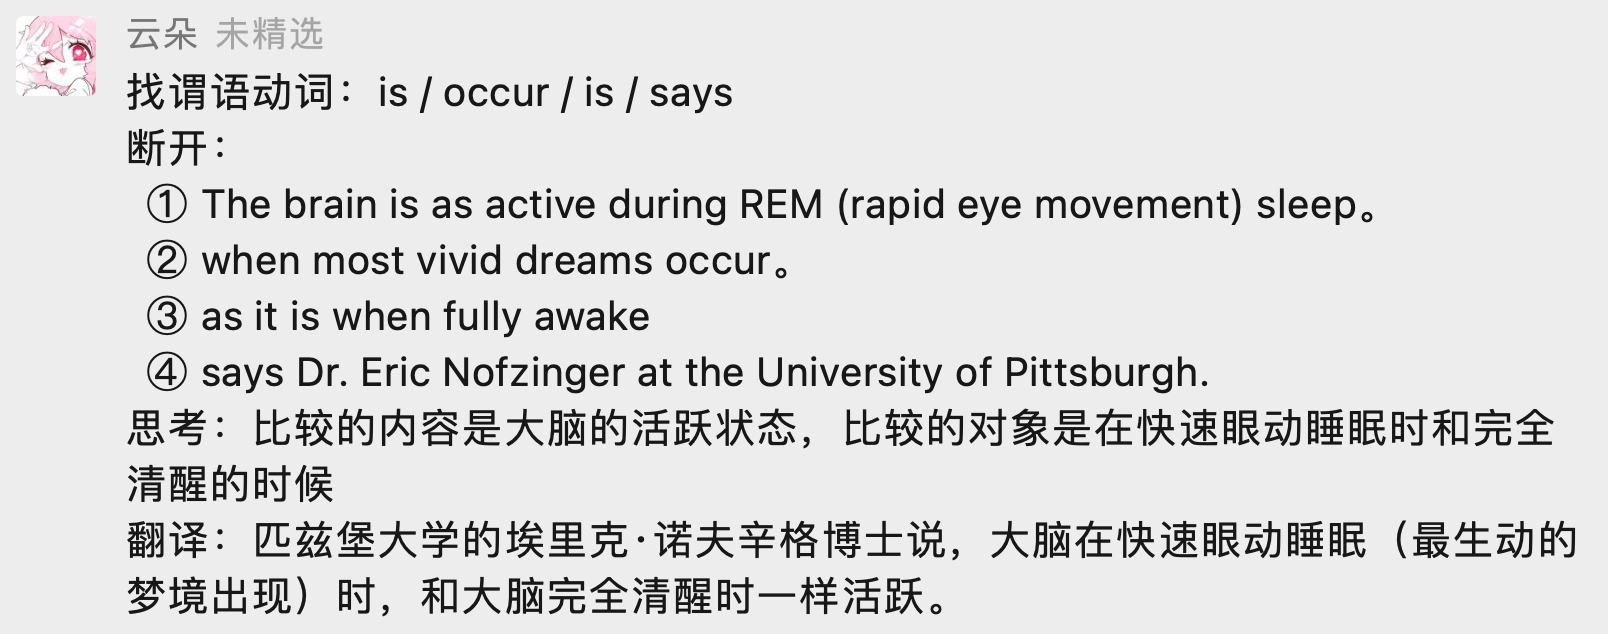 云朵 未精选
找谓语动词：is / occur / is / says
断开：
① The brain is as active during REM (rapid eye movement) sleep。
② when most vivid dreams occur。
③ as it is when fully awake
④ says Dr. Eric Nofzinger at the University of Pittsburgh.
思考：比较的内容是大脑的活跃状态，比较的对象是在快速眼动睡眠时和完全
清醒的时候
翻译：匹兹堡大学的埃里克·诺夫辛格博士说，大脑在快速眼动睡眠（最生动的
梦境出现）时，和大脑完全清醒时一样活跃。